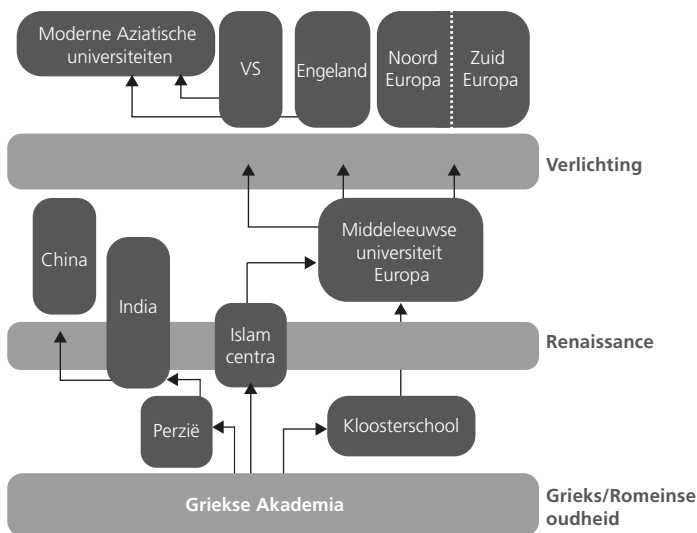 Moderne Aziatische
universiteiten
VS
Engeland
Noord
Europa
Zuid
Europa
Verlichting
China
India
Middeleeuwse
universiteit
Europa
Islam
centra
Renaissance
Perzië
Kloosterschool
Griekse Akademia
Grieks/Romeinse
oudheid